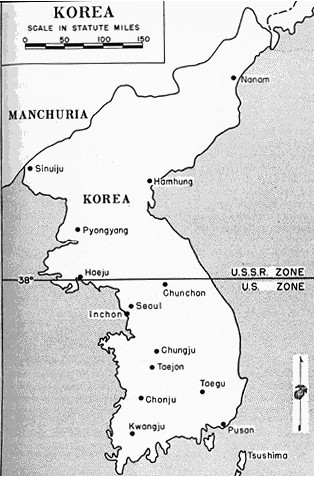 KOREA
SCALE IN STATUTE MILES
0 50 100 150
Nanam
MANCHURIA
Sinuiju
Hamhung
KOREA
Pyongyang
Haeju
38°
U.S.S.R. ZONE
U.S. ZONE
Chunchon
Seoul
Inchon
Chungju
Taejon
Taegu
Chonju
Kwangju
Pusan
Tsushima